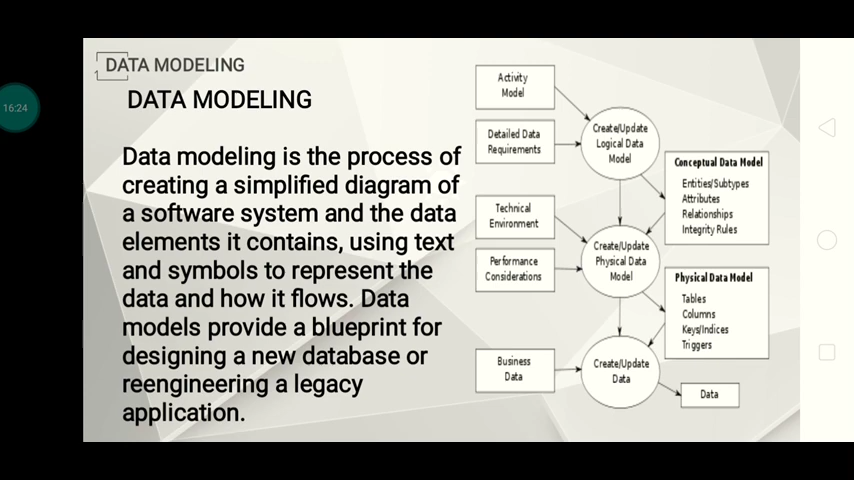 16:24
DATA MODELING
DATA MODELING
Data modeling is the process of
creating a simplified diagram of
a software system and the data
elements it contains, using text
and symbols to represent the
data and how it flows. Data
models provide a blueprint for
designing a new database or
reengineering a legacy
application.
Activity
Model
Detailed Data
Requirements
Create/Update
Logical Data
Model
Conceptual Data Model
Entities/Subtypes
Attributes
Relationships
Integrity Rules
Technical
Environment
Performance
Considerations
Create/Update
Physical Data
Model
Physical Data Model
Tables
Columns
Keys/Indices
Triggers
Business
Data
Create/Update
Data
Data